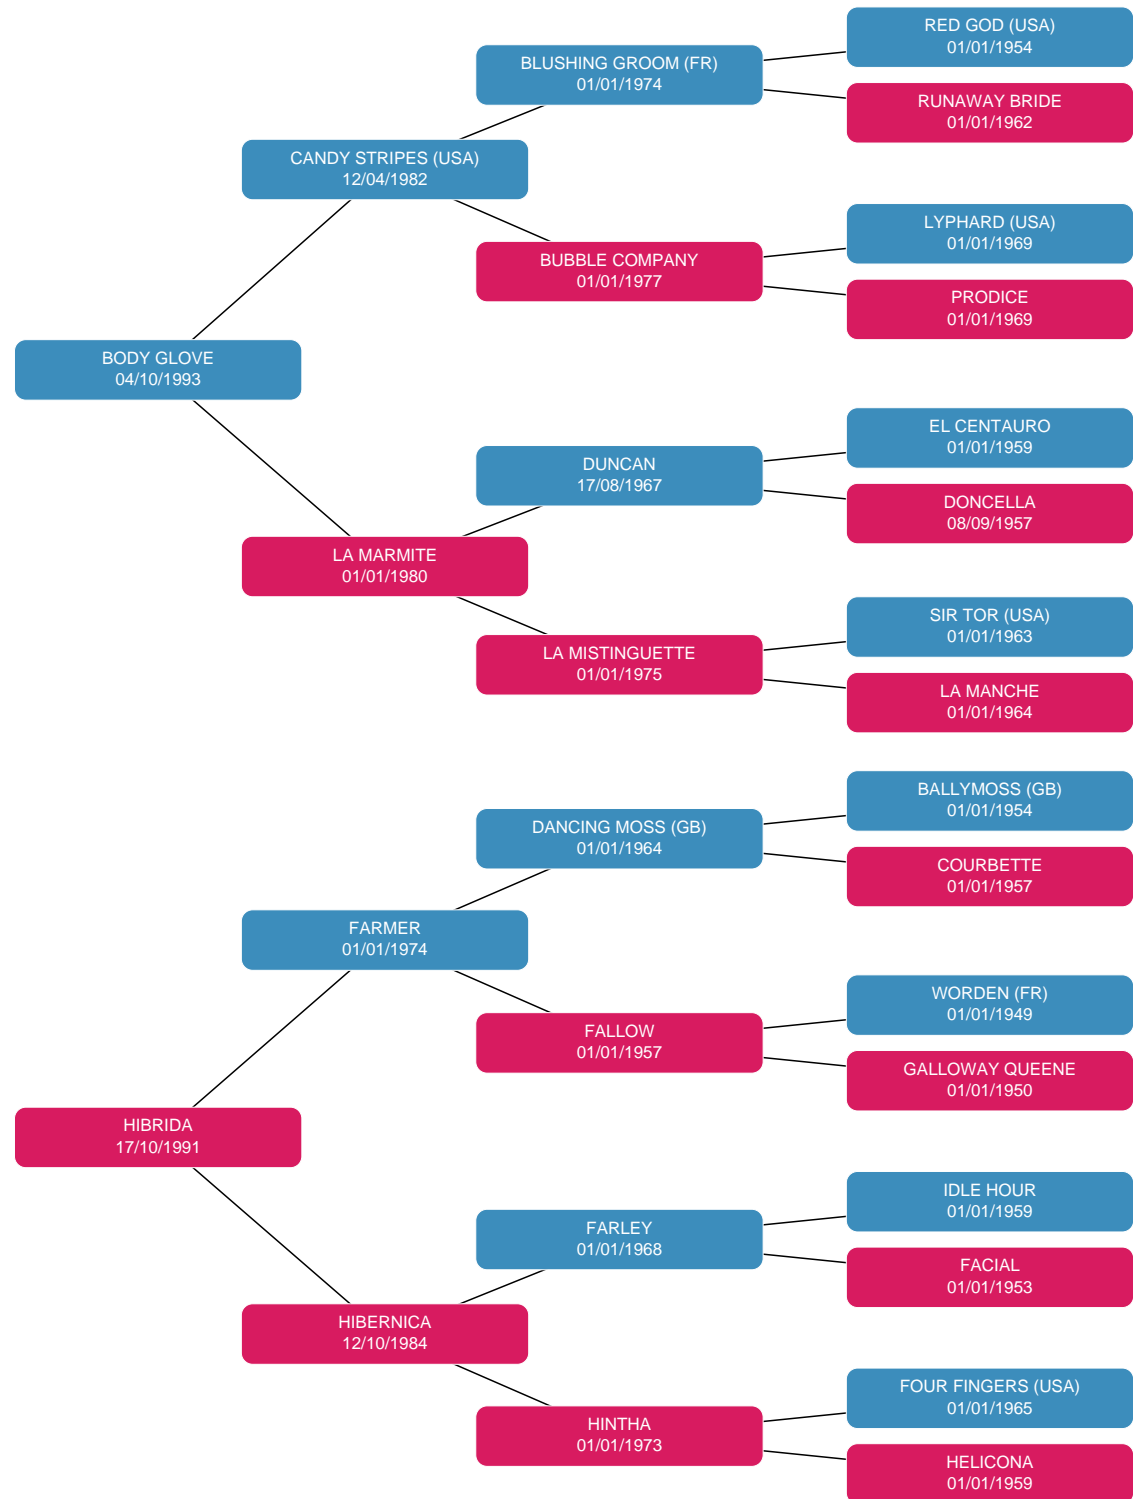 RED GOD (USA)
01/01/1954
BLUSHING GROOM (FR)
01/01/1974
RUNAWAY BRIDE
01/01/1962
CANDY STRIPES (USA)
12/04/1982
LYPHARD (USA)
01/01/1969
BUBBLE COMPANY
01/01/1977
PRODICE
01/01/1969
BODY GLOVE
04/10/1993
EL CENTAURO
01/01/1959
DUNCAN
17/08/1967
DONCELLA
08/09/1957
LA MARMITE
01/01/1980
SIR TOR (USA)
01/01/1963
LA MISTINGUETTE
01/01/1975
LA MANCHE
01/01/1964
BALLYMOSS (GB)
01/01/1954
DANCING MOSS (GB)
01/01/1964
COURBETTE
01/01/1957
FARMER
01/01/1974
WORDEN (FR)
01/01/1949
FALLOW
01/01/1957
GALLOWAY QUEENE
01/01/1950
HIBRIDA
17/10/1991
IDLE HOUR
01/01/1959
FARLEY
01/01/1968
FACIAL
01/01/1953
HIBERNICA
12/10/1984
FOUR FINGERS (USA)
01/01/1965
HINTHA
01/01/1973
HELICONA
01/01/1959